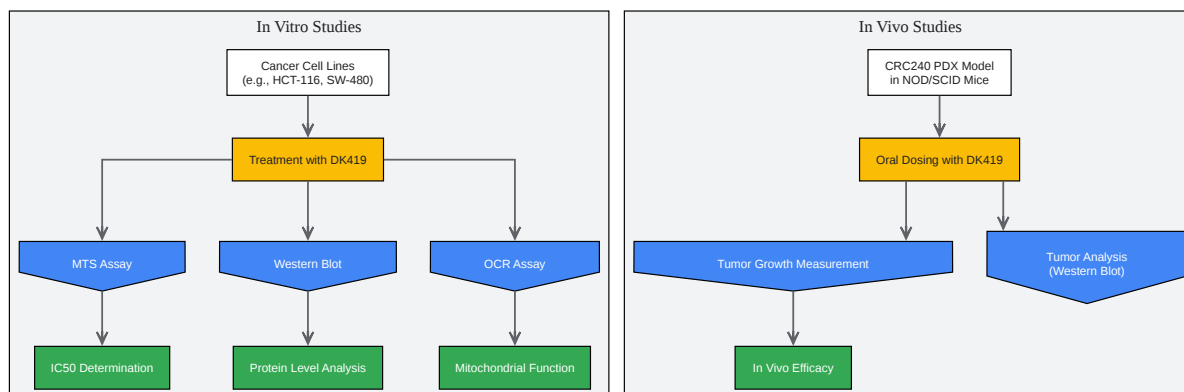 In Vitro Studies
Cancer Cell Lines
(e.g., HCT-116, SW-480)
Treatment with DK419
MTS Assay
Western Blot
OCR Assay
IC50 Determination
Protein Level Analysis
Mitochondrial Function
In Vivo Studies
CRC240 PDX Model
in NOD/SCID Mice
Oral Dosing with DK419
Tumor Growth Measurement
Tumor Analysis
(Western Blot)
In Vivo Efficacy